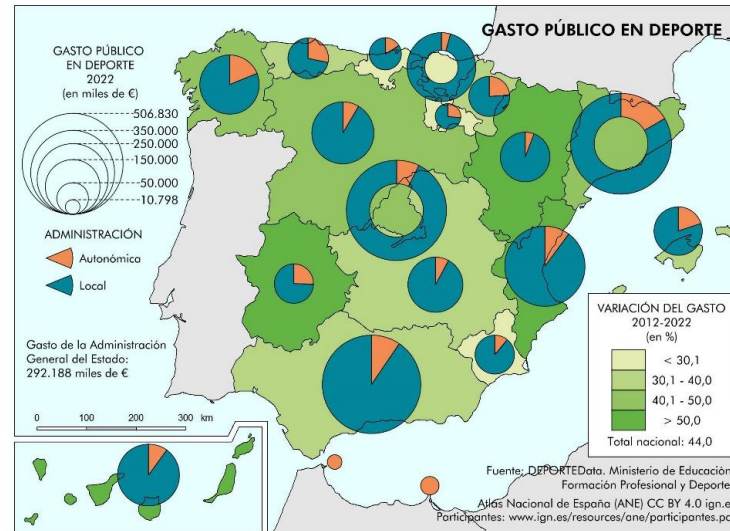 GASTO PÚBLICO EN DEPORTE
GASTO PÚBLICO
EN DEPORTE
2022
(en miles de €)
506.830
350.000
250.000
150.000
50.000
10.798
ADMINISTRACIÓN
Autonómica
Local
Gasto de la Administración
General del Estado:
292.188 miles de €
0 100 200 300 km
VARIACIÓN DEL GASTO
2012-2022
(en %)
< 30,1
30,1 - 40,0
40,1 - 50,0
> 50,0
Total nacional: 44,0
Fuente: DEPORTEData. Ministerio de Educación
Formación Profesional y Deporte
Atlas Nacional de España (ANE) CC BY 4.0 ign.e
Participantes: www.ign.es/resources/ane/participantes.pd